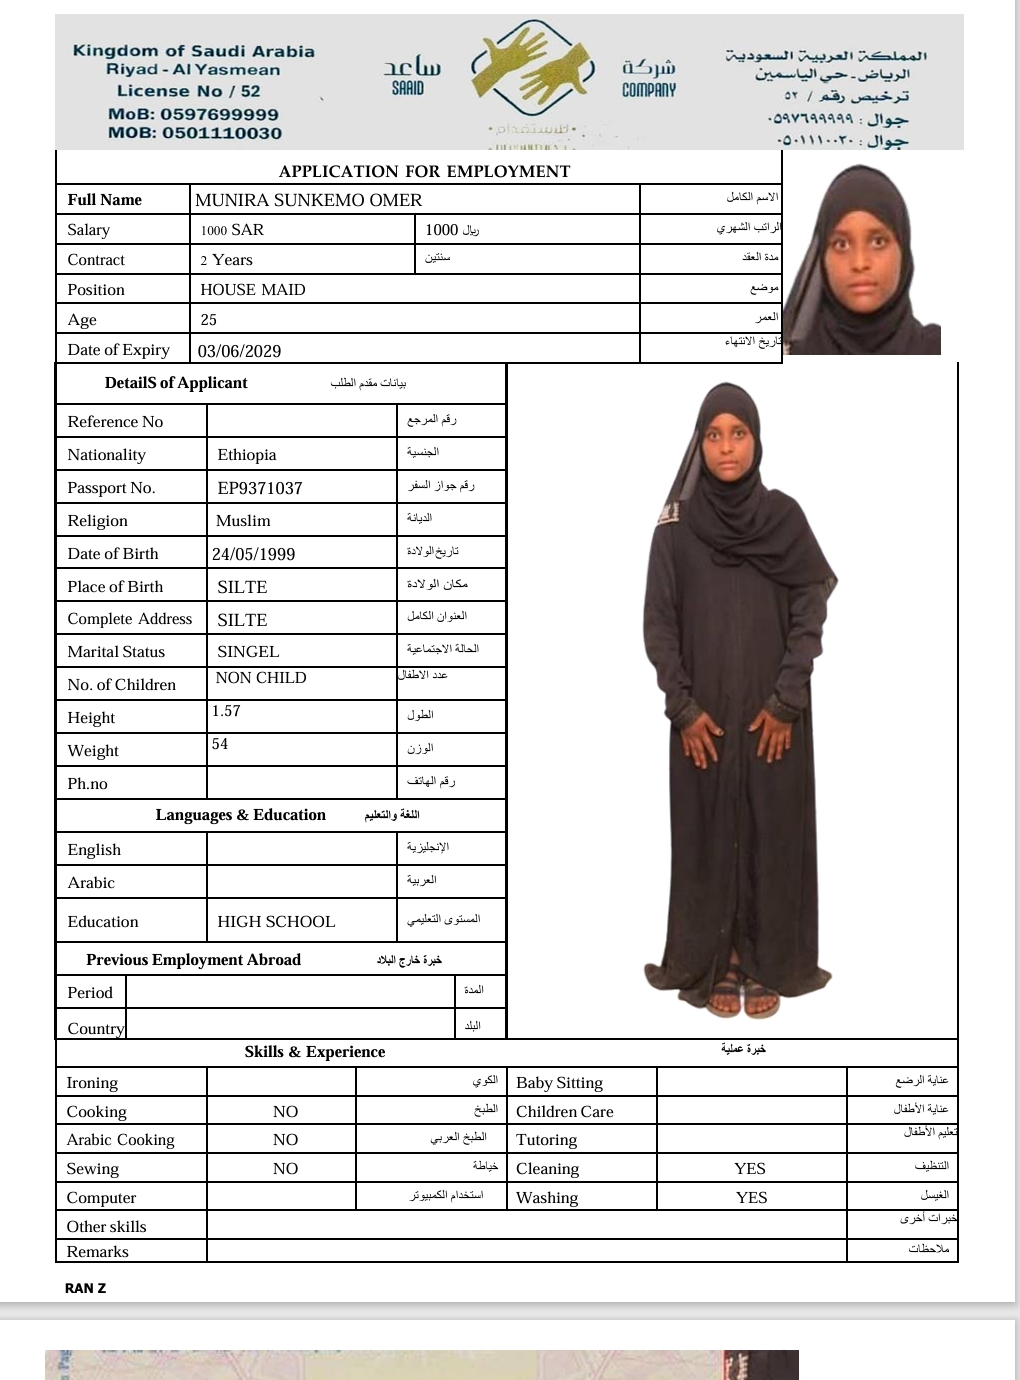 Kingdom of Saudi Arabia
Riyad - Al Yasmean
License No / 52
MoB: 0597699999
MOB: 0501110030
ساعد
SAAID
شركة
COMPANY
للاستقدام
المملكة العربية السعودية
الرياض - حي الياسمين
ترخيص رقم / ٥٢
جوال : ٠٥٩٧٦٩٩٩٩٩
جوال : ٠٥٠١١١٠٠٣٠
APPLICATION FOR EMPLOYMENT
Full Name MUNIRA SUNKEMO OMER الاسم الكامل
Salary 1000 SAR 1000 ريال الراتب الشهري
Contract 2 Years سنتين مدة العقد
Position HOUSE MAID موضع
Age 25 العمر
Date of Expiry 03/06/2029 تاريخ الانتهاء
DetailS of Applicant بيانات مقدم الطلب
Reference No رقم المرجع
Nationality Ethiopia الجنسية
Passport No. EP9371037 رقم جواز السفر
Religion Muslim الديانة
Date of Birth 24/05/1999 تاريخ الولادة
Place of Birth SILTE مكان الولادة
Complete Address SILTE العنوان الكامل
Marital Status SINGEL الحالة الاجتماعية
No. of Children NON CHILD عدد الاطفال
Height 1.57 الطول
Weight 54 الوزن
Ph.no رقم الهاتف
Languages & Education اللغة والتعليم
English الإنجليزية
Arabic العربية
Education HIGH SCHOOL المستوى التعليمي
Previous Employment Abroad خبرة خارج البلاد
Period المدة
Country البلد
Skills & Experience خبرة عملية
Ironing الكوي Baby Sitting عناية الرضع
Cooking NO الطبخ Children Care عناية الأطفال
Arabic Cooking NO الطبخ العربي Tutoring تعليم الأطفال
Sewing NO خياطة Cleaning YES التنظيف
Computer استخدام الكمبيوتر Washing YES الغيسل
Other skills خبرات أخرى
Remarks ملاحظات
RAN Z